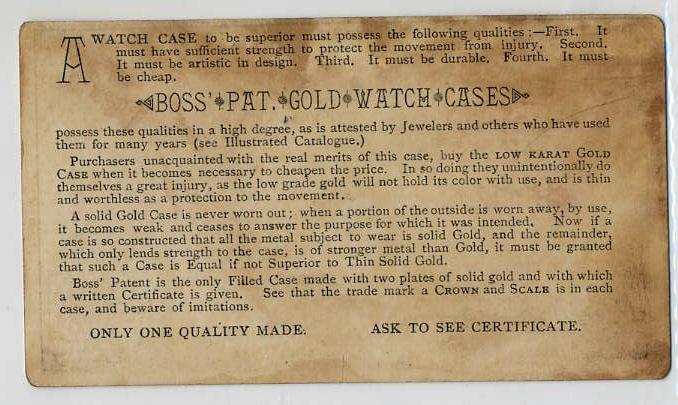 A WATCH CASE to be superior must possess the following qualities :—First. It
must have sufficient strength to protect the movement from injury. Second.
It must be artistic in design. Third. It must be durable. Fourth. It must
be cheap.
BOSS' PAT. GOLD WATCH CASES
possess these qualities in a high degree, as is attested by Jewelers and others who have used
them for many years (see Illustrated Catalogue.)
Purchasers unacquainted with the real merits of this case, buy the LOW KARAT GOLD
CASE when it becomes necessary to cheapen the price. In so doing they unintentionally do
themselves a great injury, as the low grade gold will not hold its color with use, and is thin
and worthless as a protection to the movement.
A solid Gold Case is never worn out; when a portion of the outside is worn away, by use,
it becomes weak and ceases to answer the purpose for which it was intended. Now if a
case is so constructed that all the metal subject to wear is solid Gold, and the remainder,
which only lends strength to the case, is of stronger metal than Gold, it must be granted
that such a Case is Equal if not Superior to Thin Solid Gold.
Boss' Patent is the only Filled Case made with two plates of solid gold and with which
a written Certificate is given. See that the trade mark a CROWN and SCALE is in each
case, and beware of imitations.
ONLY ONE QUALITY MADE. ASK TO SEE CERTIFICATE.